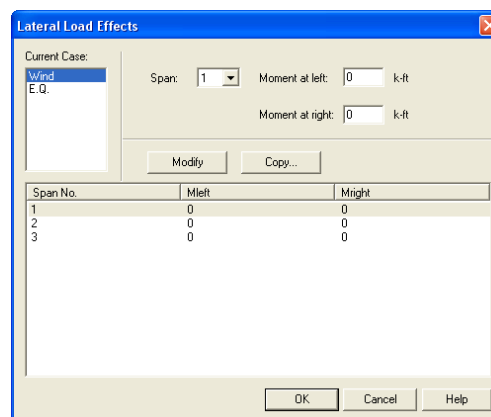 Lateral Load Effects
Current Case:
Wind
E.Q.
Span: 1 Moment at left: 0 k-ft
Moment at right: 0 k-ft
Modify Copy...
Span No. Mleft Mright
1 0 0
2 0 0
3 0 0
OK Cancel Help